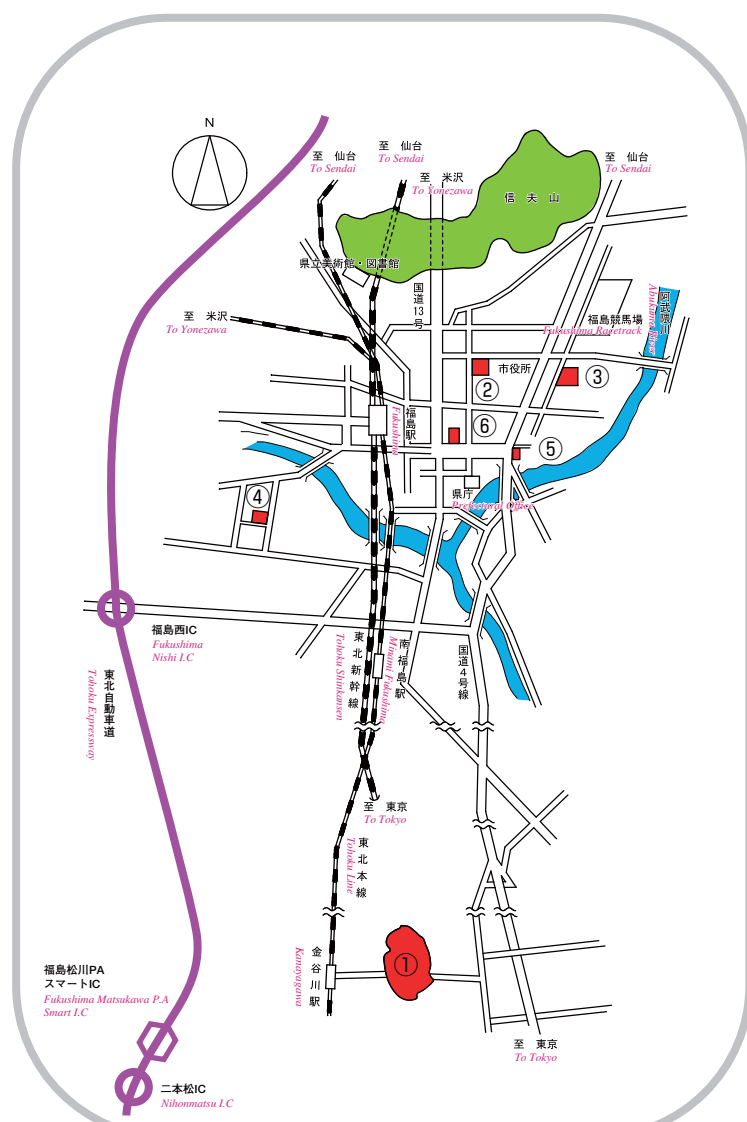 N
至 仙台
To Sendai
至 仙台
To Sendai
至 米沢
To Yonezawa
至 仙台
To Sendai
信夫山
県立美術館・図書館
国道13号
至 米沢
To Yonezawa
福島競馬場
Fukushima Racetrack
阿武隈川
Abukuma River
市役所
②
③
福島駅
Fukushima
⑥
⑤
④
県庁
Prefectural Office
福島西IC
Fukushima
Nishi I.C
東北自動車道
Tohoku Expressway
東北新幹線
Tohoku Shinkansen
南福島駅
Minami Fukushima
国道4号線
至 東京
To Tokyo
東北本線
Tohoku Line
金谷川駅
Kanayagawa
①
福島松川PA
スマートIC
Fukushima Matsukawa P.A
Smart I.C
至 東京
To Tokyo
二本松IC
Nihonmatsu I.C